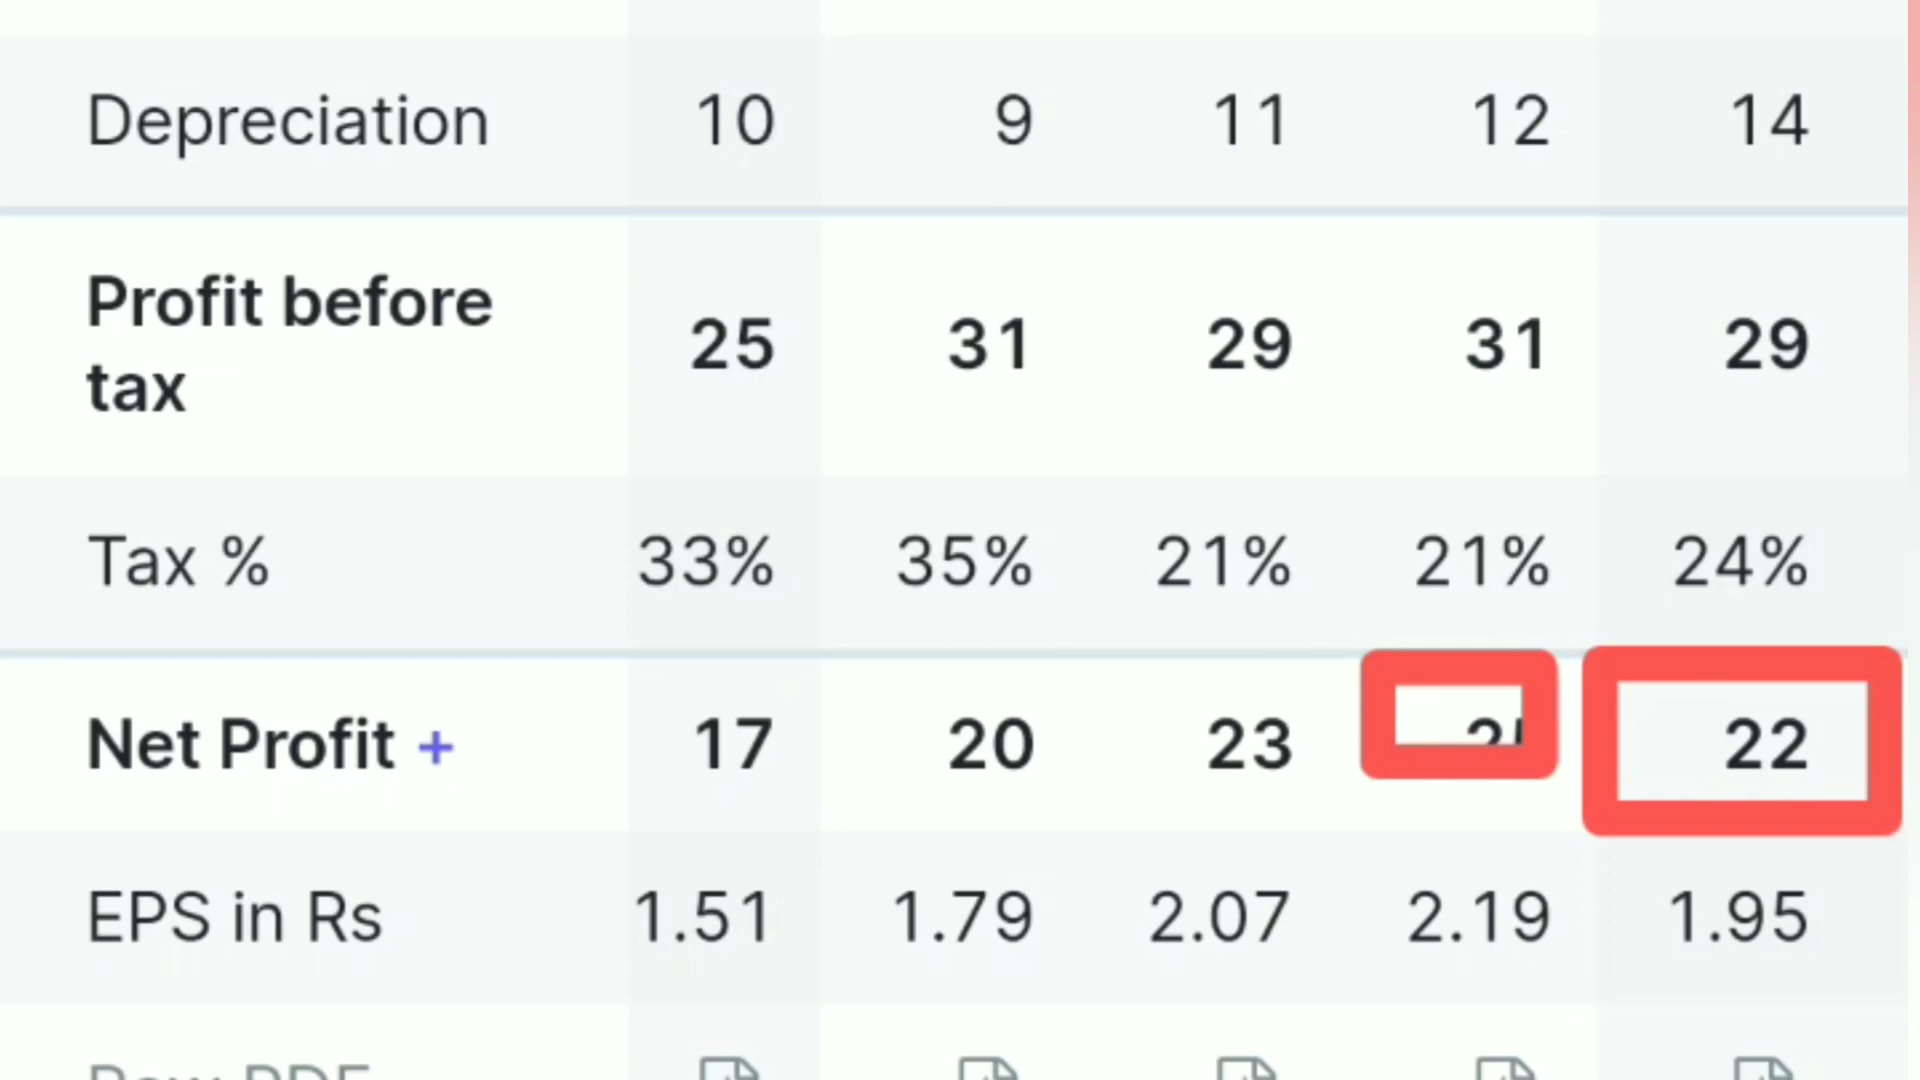 Depreciation 10 9 11 12 14
Profit before
tax 25 31 29 31 29
Tax % 33% 35% 21% 21% 24%
Net Profit + 17 20 23 22
EPS in Rs 1.51 1.79 2.07 2.19 1.95